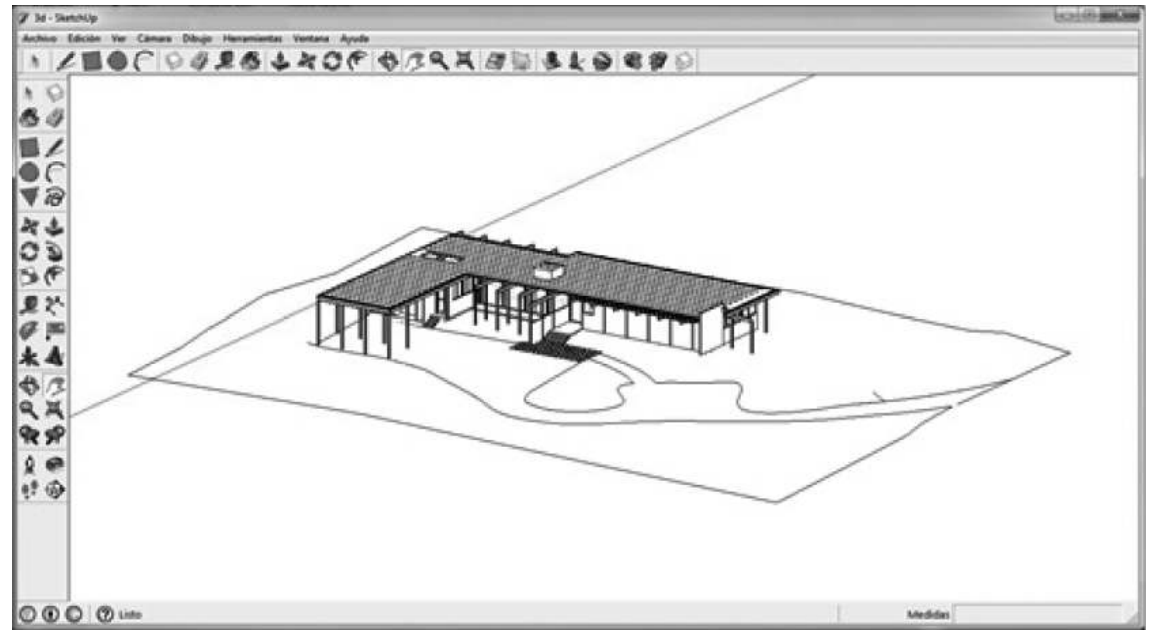 3d - SketchUp
Archivo Edición Ver Cámara Dibujo Herramientas Ventana Ayuda
Listo
Medidas